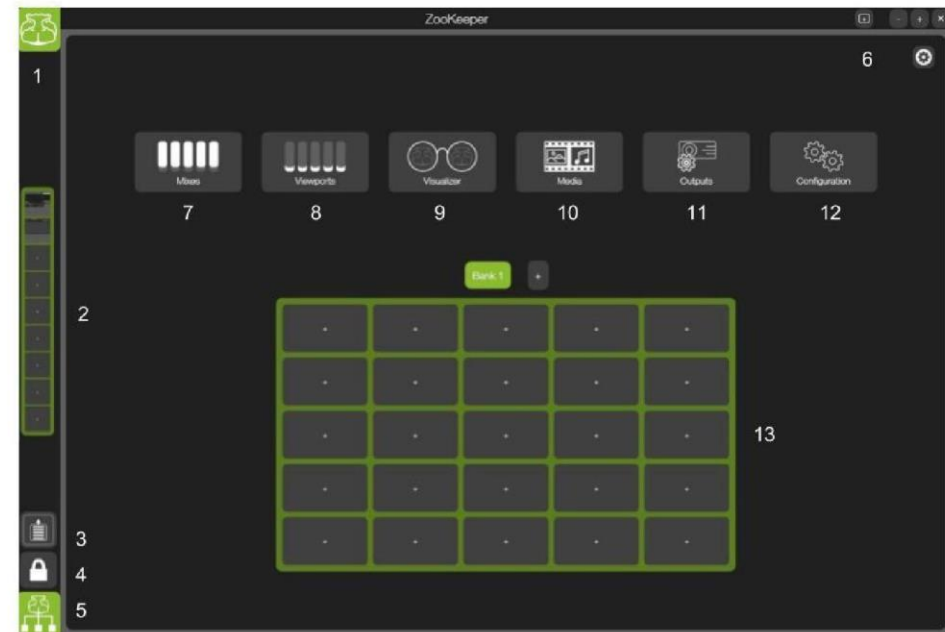 ZooKeeper
1
6
Mixes
Viewports
Visualizer
Media
Outputs
Configuration
7
8
9
10
11
12
Bank 1
+
2
13
3
4
5